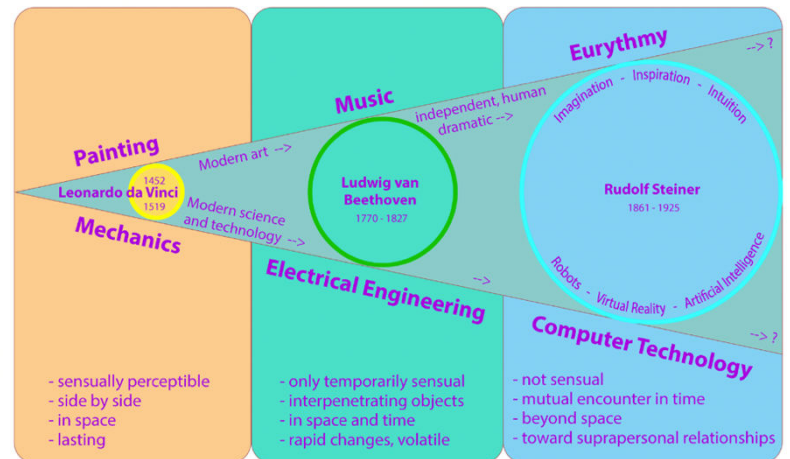 Painting
Modern art -->
1452
Leonardo da Vinci
1519
Modern science
and technology -->
Mechanics
- sensually perceptible
- side by side
- in space
- lasting
Music
independent, human
dramatic -->
Ludwig van
Beethoven
1770 - 1827
-->
Electrical Engineering
- only temporarily sensual
- interpenetrating objects
- in space and time
- rapid changes, volatile
Eurythmy
--> ?
Imagination - Inspiration - Intuition
Rudolf Steiner
1861 - 1925
Robots - Virtual Reality - Artificial Intelligence
--> ?
Computer Technology
- not sensual
- mutual encounter in time
- beyond space
- toward suprapersonal relationships